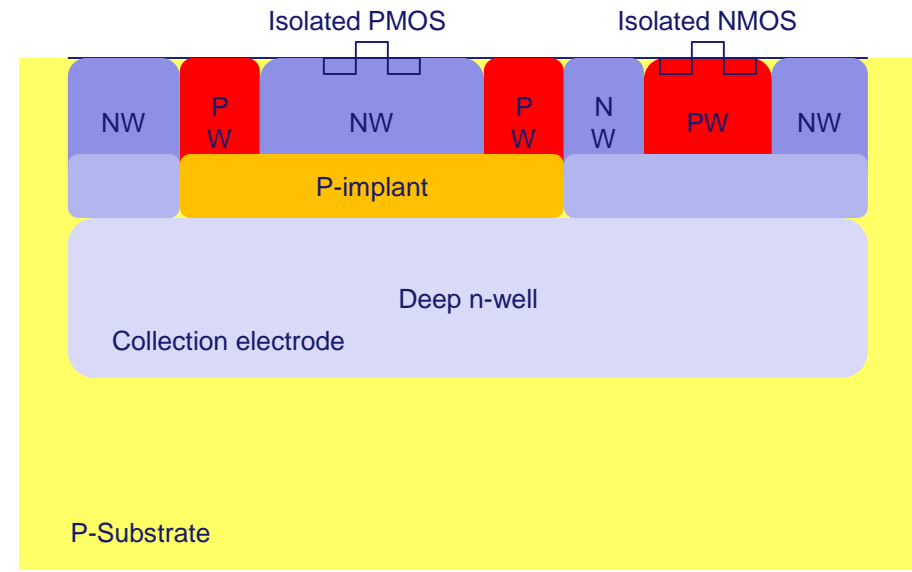 Isolated PMOS
Isolated NMOS
NW
P
W
NW
P
W
N
W
PW
NW
P-implant
Deep n-well
Collection electrode
P-Substrate